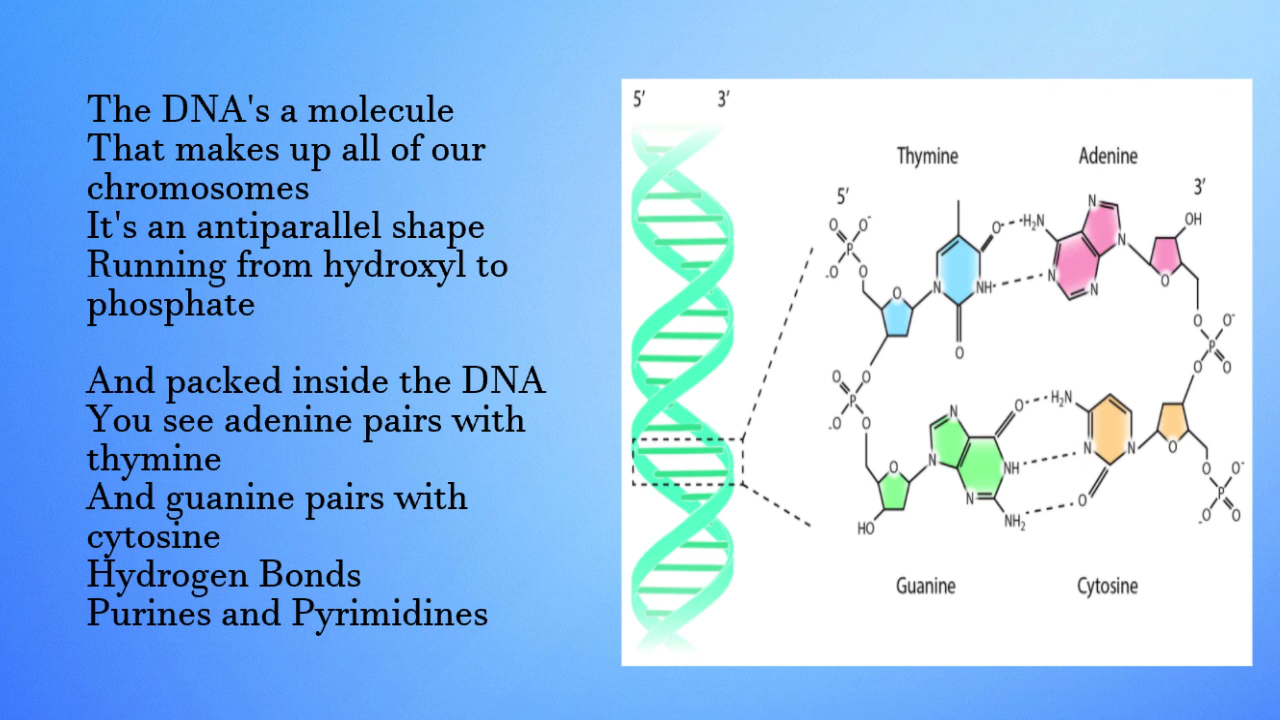 The DNA's a molecule
That makes up all of our
chromosomes
It's an antiparallel shape
Running from hydroxyl to
phosphate
And packed inside the DNA
You see adenine pairs with
thymine
And guanine pairs with
cytosine
Hydrogen Bonds
Purines and Pyrimidines
5' 3'
Thymine Adenine
5' 3'
O O⁻ P ⁻O O
O H₂N N N OH
N NH N N O
O O
O O⁻ P O O
O P ⁻O O
O H₂N
N NH N N
O N NH₂ O O
HO
O O⁻ P ⁻O O
Guanine Cytosine